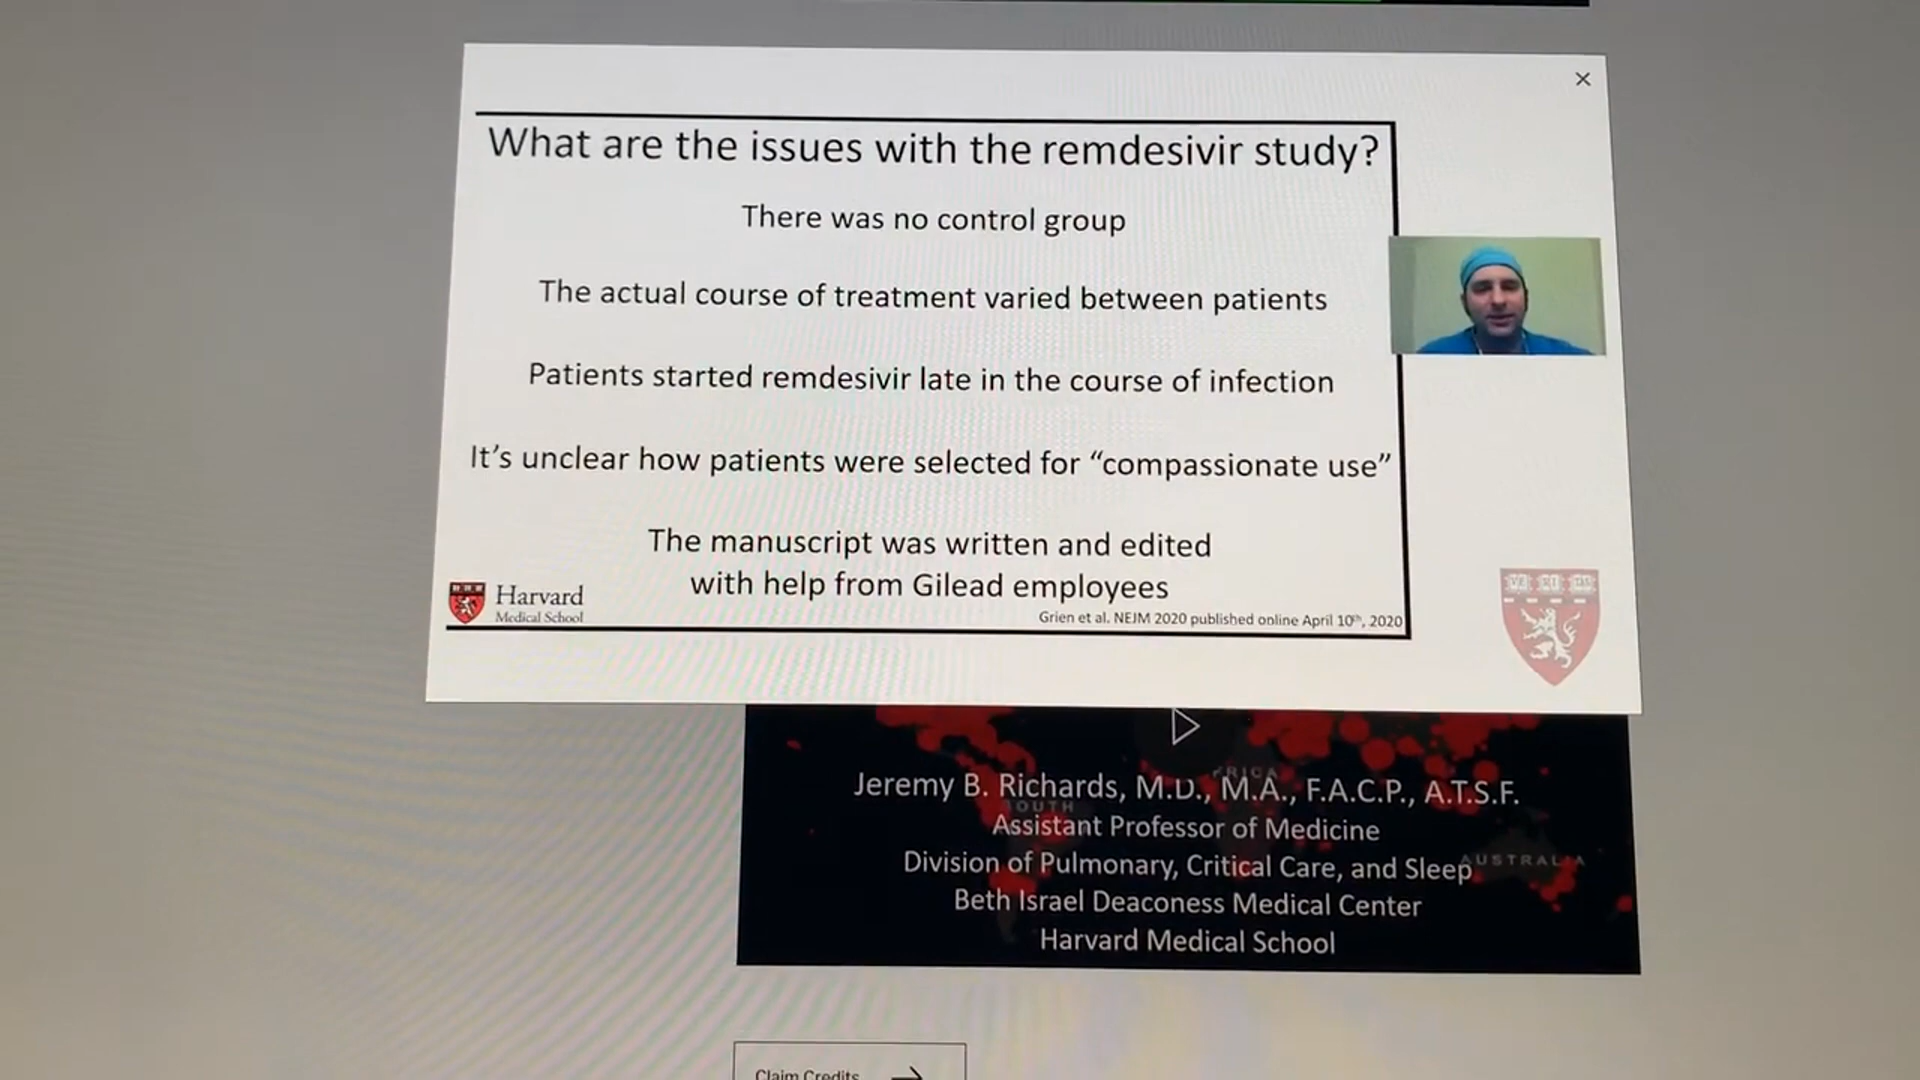 What are the issues with the remdesivir study?
There was no control group
The actual course of treatment varied between patients
Patients started remdesivir late in the course of infection
It's unclear how patients were selected for “compassionate use”
The manuscript was written and edited
with help from Gilead employees
Harvard
Medical School
Grien et al. NEJM 2020 published online April 10th, 2020
Jeremy B. Richards, M.D., M.A., F.A.C.P., A.T.S.F.
Assistant Professor of Medicine
Division of Pulmonary, Critical Care, and Sleep
AUSTRALIA
Beth Israel Deaconess Medical Center
Harvard Medical School
Claim Credits